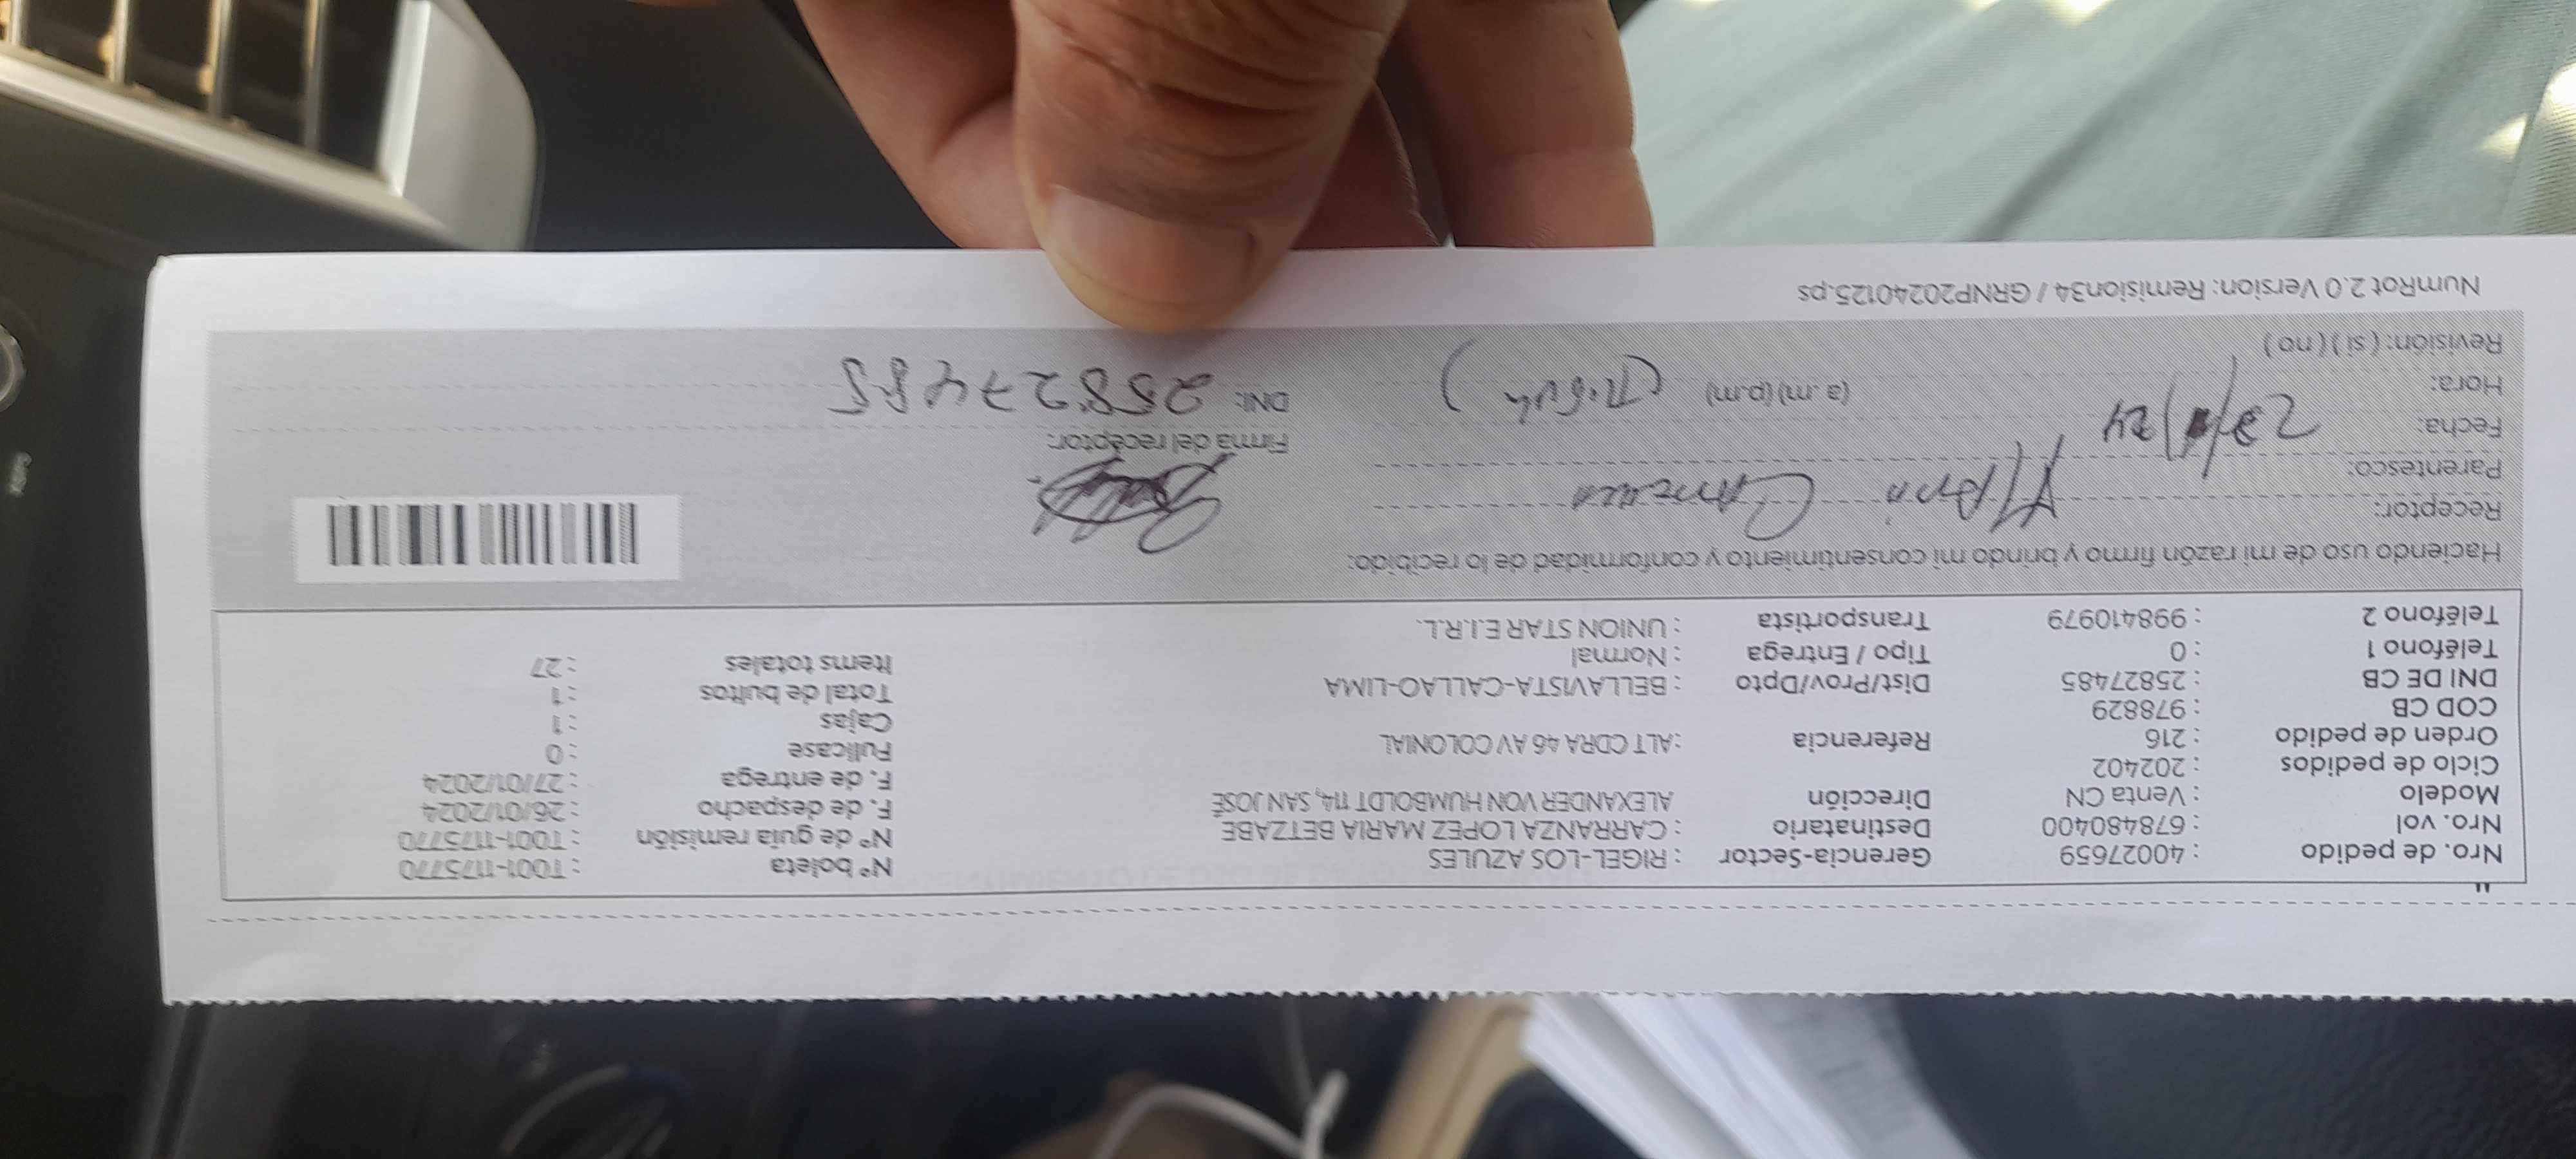 Nro. de pedido : 40027659 Gerencia-Sector : RIGEL-LOS AZULES N° boleta : T001-1175770
Nro. vol : 678480400 Destinatario : CARRANZA LOPEZ MARIA BETZABE N° de guía remisión : T001-1175770
Modelo : Venta CN Dirección ALEXANDER VON HUMBOLDT 114, SAN JOSÉ F. de despacho : 26/01/2024
Ciclo de pedidos : 202402 F. de entrega : 27/01/2024
Orden de pedido : 216 Referencia :ALT CDRA 46 AV COLONIAL Fullcase : 0
COD CB : 978829 Cajas : 1
DNI DE CB : 25827485 Dist/Prov/Dpto : BELLAVISTA-CALLAO-LIMA Total de bultos : 1
Teléfono 1 : 0 Tipo / Entrega : Normal Items totales : 27
Teléfono 2 : 998410979 Transportista : UNION STAR E.I.R.L.
Haciendo uso de mi razón firmo y brindo mi consentimiento y conformidad de lo recibido:
Receptor: María
Parentesco:
Firma del receptor:
Fecha:
Hora: (a.m)(p.m) DNI: 25827485
Revisión: (si)(no)
NumRot 2.0 Version: Remision34 / GRNP20240125.ps